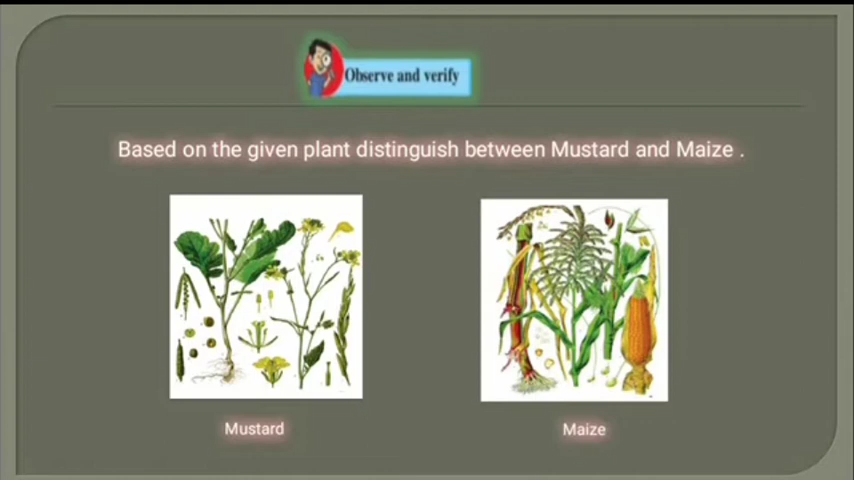 Observe and verify
Based on the given plant distinguish between Mustard and Maize .
Mustard
Maize